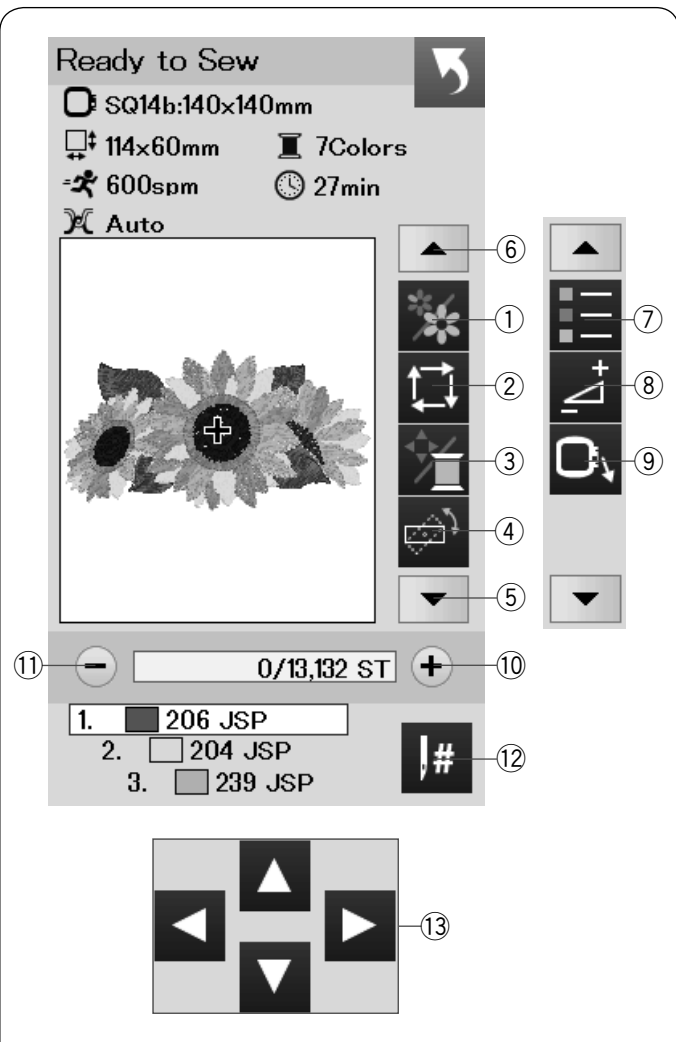 Ready to Sew
SQ14b:140x140mm
114x60mm 7Colors
600spm 27min
Auto
⑥
① ⑦
② ⑧
③ ⑨
④
⑤
⑪ − 0/13,132 ST + ⑩
1. 206 JSP
2. 204 JSP
3. 239 JSP
# ⑫
⑬